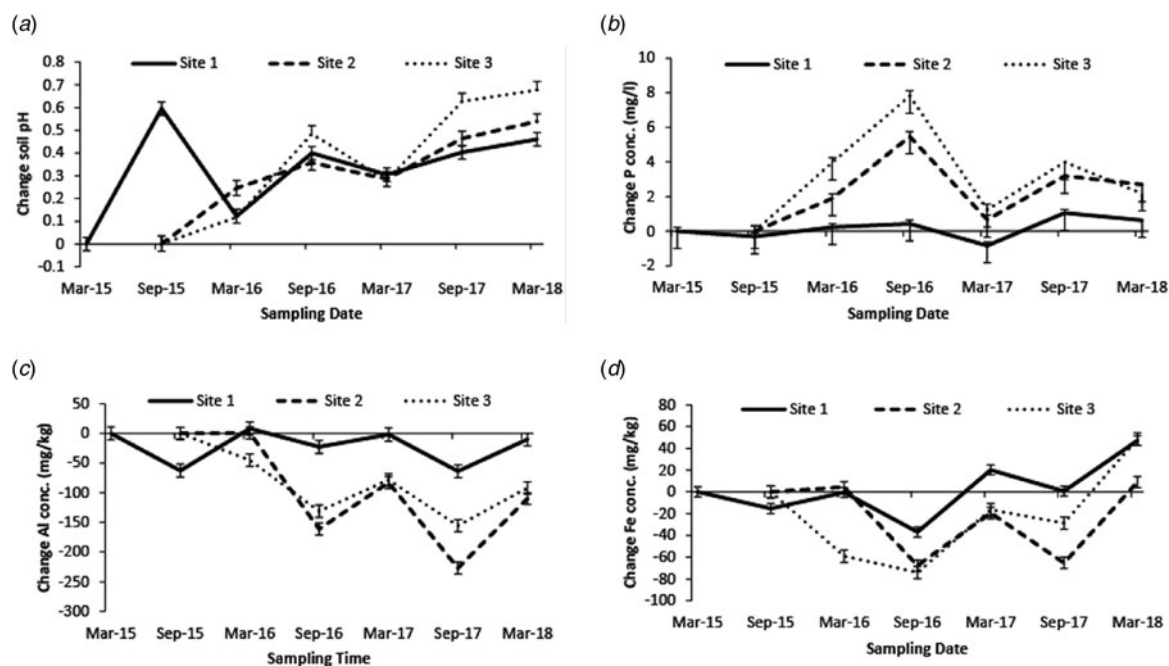 (a)
Site 1 Site 2 Site 3
Change soil pH
0.8
0.7
0.6
0.5
0.4
0.3
0.2
0.1
0
-0.1
Mar-15 Sep-15 Mar-16 Sep-16 Mar-17 Sep-17 Mar-18
Sampling Date
(b)
Site 1 Site 2 Site 3
Change P conc. (mg/l)
10
8
6
4
2
0
-2
Mar-15 Sep-15 Mar-16 Sep-16 Mar-17 Sep-17 Mar-18
Sampling Date
(c)
Site 1 Site 2 Site 3
Change Al conc. (mg/kg)
50
0
-50
-100
-150
-200
-250
-300
Mar-15 Sep-15 Mar-16 Sep-16 Mar-17 Sep-17 Mar-18
Sampling Time
(d)
Site 1 Site 2 Site 3
Change Fe conc. (mg/kg)
80
60
40
20
0
-20
-40
-60
-80
-100
Mar-15 Sep-15 Mar-16 Sep-16 Mar-17 Sep-17 Mar-18
Sampling Date